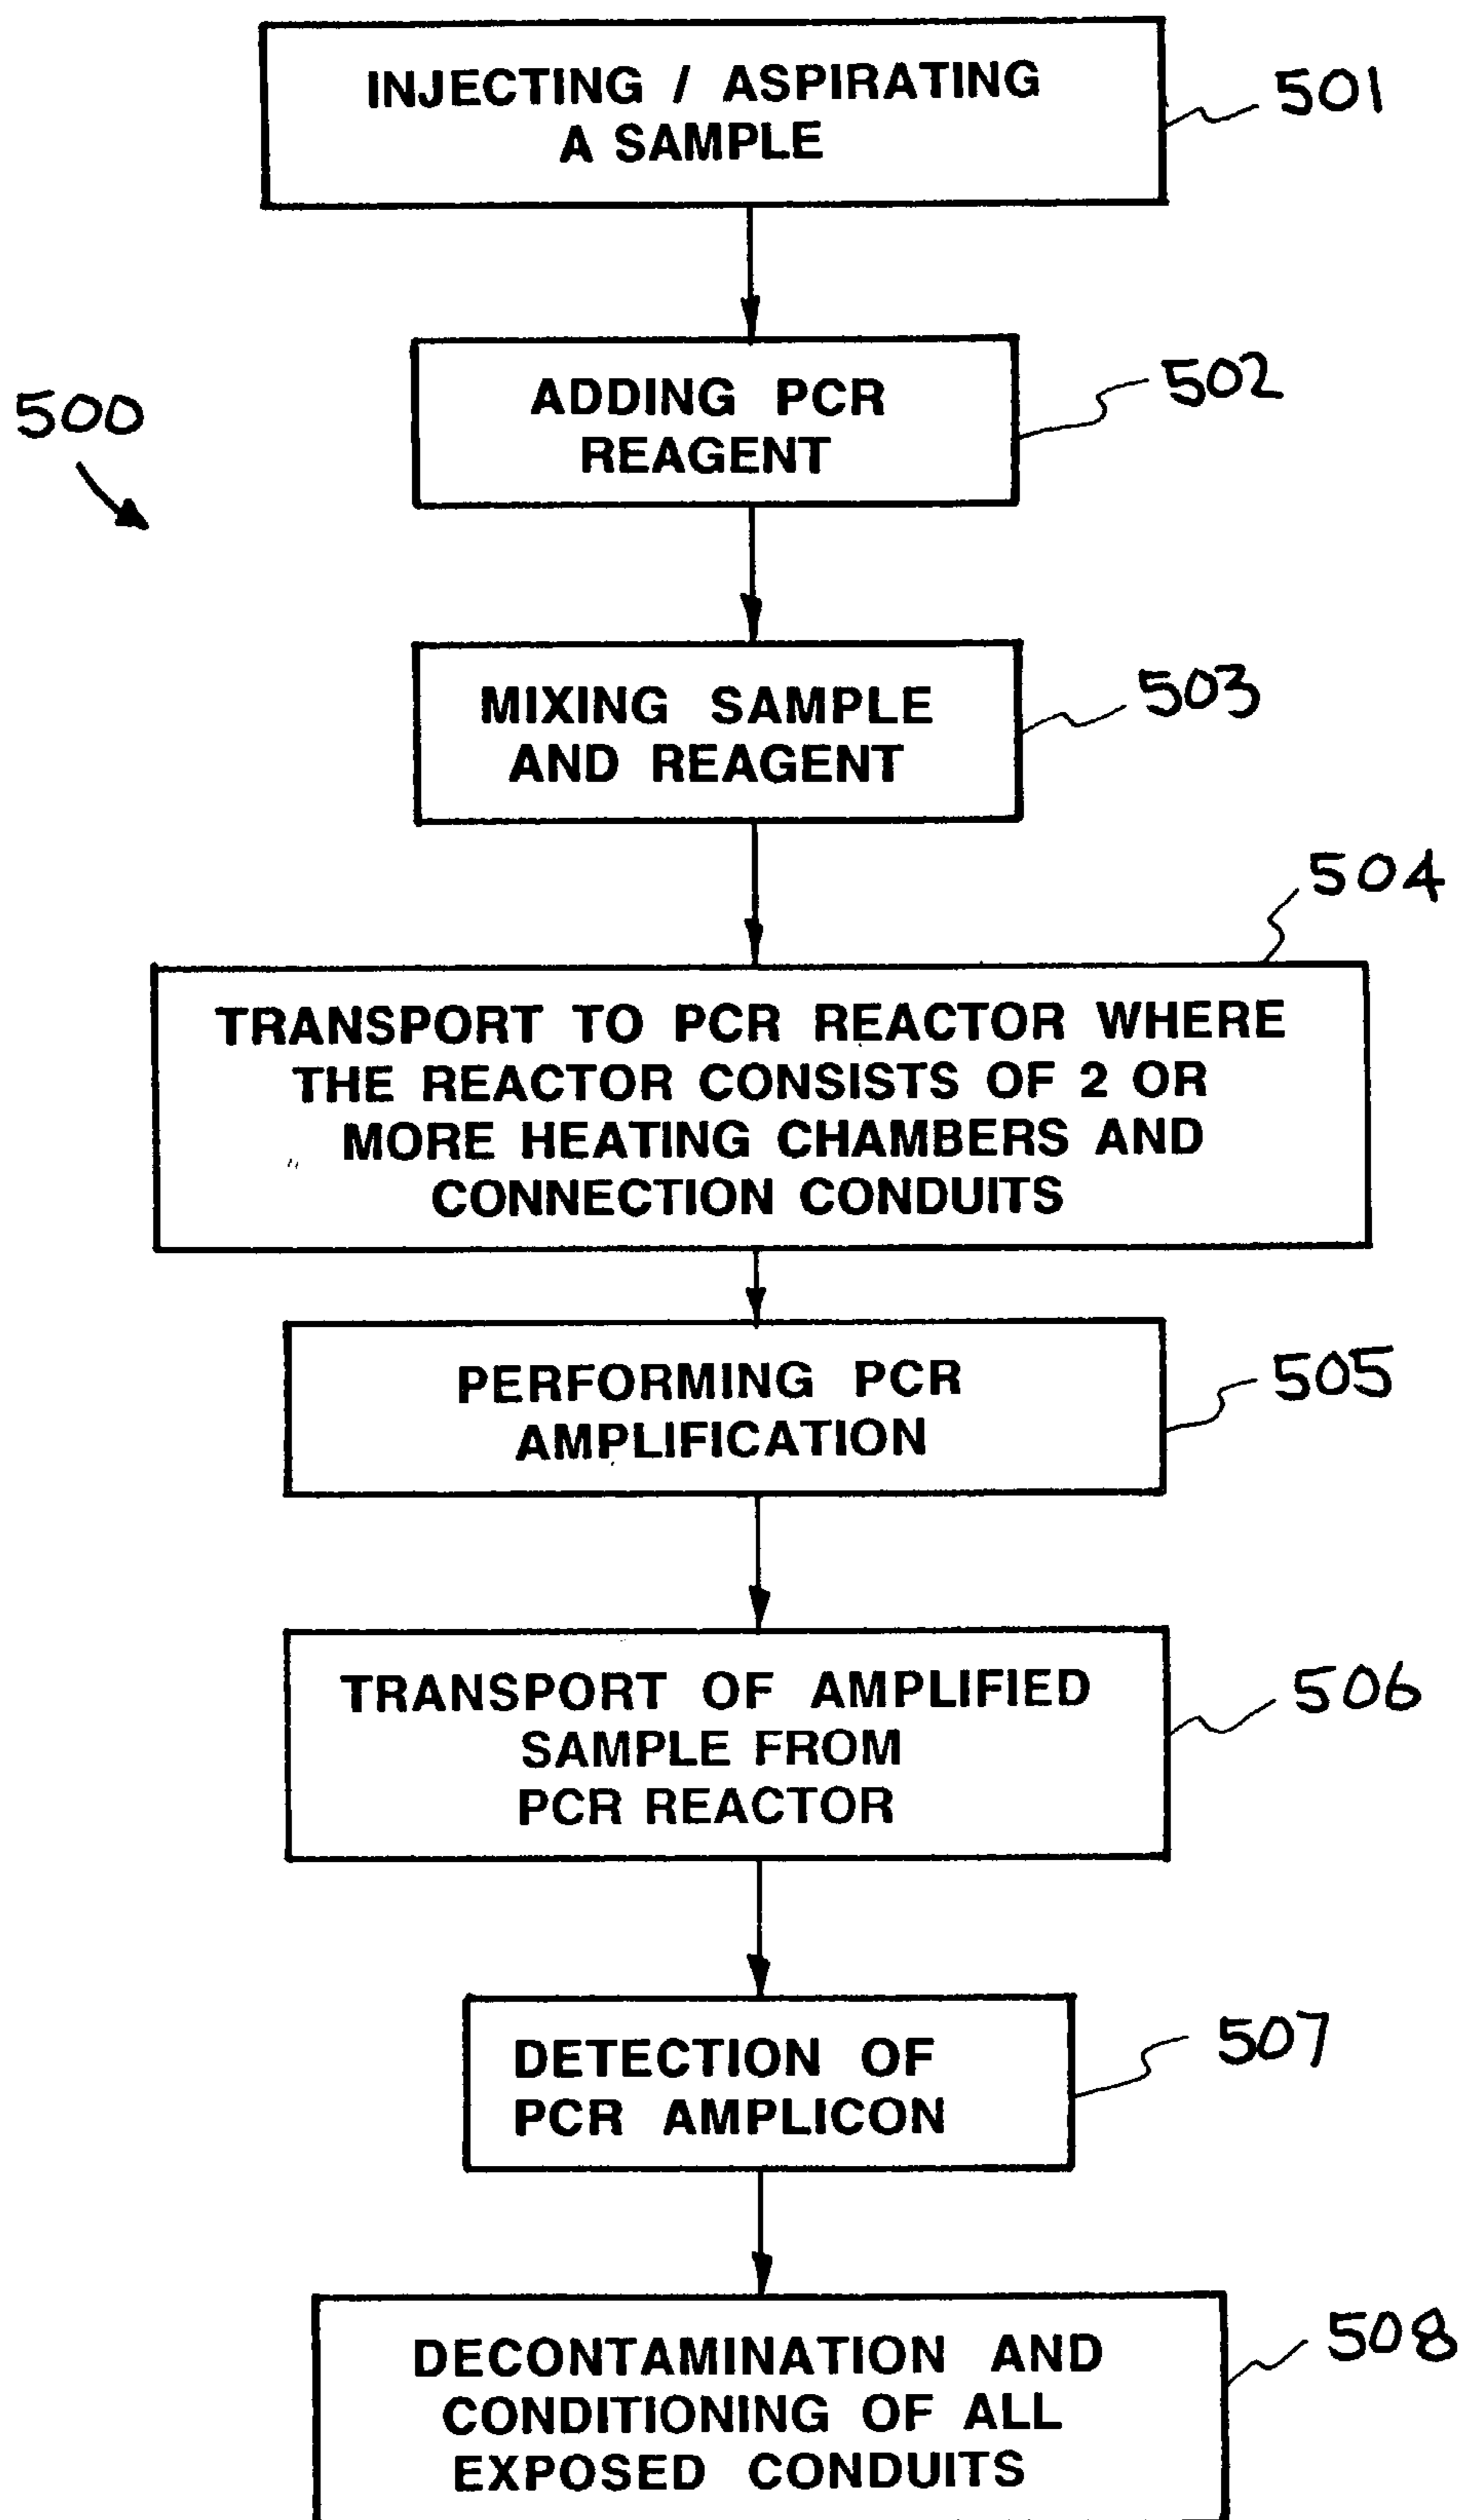 INJECTING / ASPIRATING
A SAMPLE
501
ADDING PCR
REAGENT
502
500
MIXING SAMPLE
AND REAGENT
503
504
TRANSPORT TO PCR REACTOR WHERE
THE REACTOR CONSISTS OF 2 OR
MORE HEATING CHAMBERS AND
CONNECTION CONDUITS
PERFORMING PCR
AMPLIFICATION
505
TRANSPORT OF AMPLIFIED
SAMPLE FROM
PCR REACTOR
506
DETECTION OF
PCR AMPLICON
507
DECONTAMINATION AND
CONDITIONING OF ALL
EXPOSED CONDUITS
508